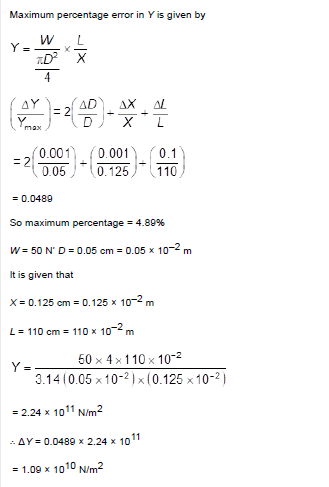 Maximum percentage error in Y is given by
Y = W / (πD² / 4) × L / X
(ΔY / Ymax) = 2(ΔD / D) + ΔX / X + ΔL / L
= 2(0.001 / 0.05) + (0.001 / 0.125) + (0.1 / 110)
= 0.0489
So maximum percentage = 4.89%
W = 50 N' D = 0.05 cm = 0.05 × 10⁻² m
It is given that
X = 0.125 cm = 0.125 × 10⁻² m
L = 110 cm = 110 × 10⁻² m
Y = 50 × 4 × 110 × 10⁻² / 3.14(0.05 × 10⁻²) × (0.125 × 10⁻²)
= 2.24 × 10¹¹ N/m²
∴ ΔY = 0.0489 × 2.24 × 10¹¹
= 1.09 × 10¹⁰ N/m²